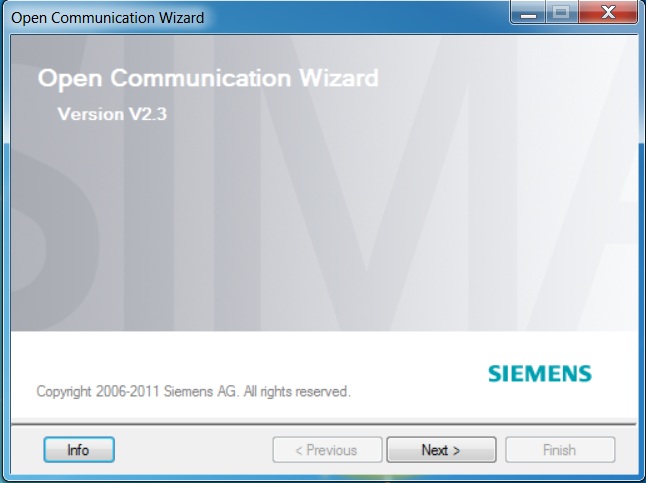 Open Communication Wizard
Open Communication Wizard
Version V2.3
SIMA
SIEMENS
Copyright 2006-2011 Siemens AG. All rights reserved.
Info
< Previous
Next >
Finish